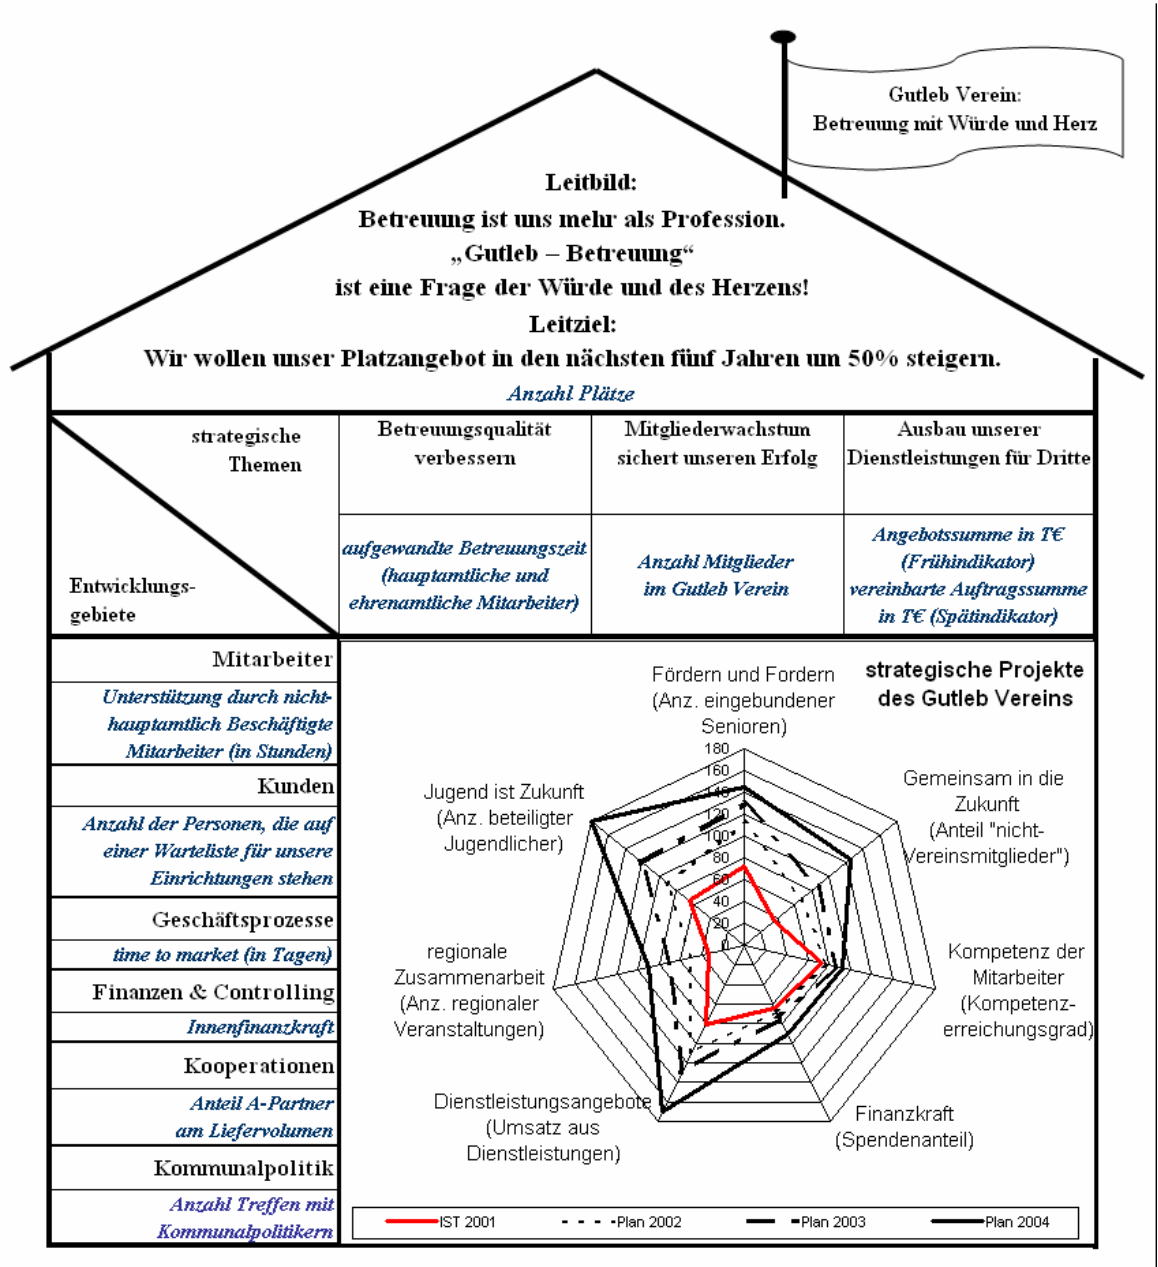 Gutleb Verein:
Betreuung mit Würde und Herz
Leitbild:
Betreuung ist uns mehr als Profession.
„Gutleb – Betreuung“
ist eine Frage der Würde und des Herzens!
Leitziel:
Wir wollen unser Platzangebot in den nächsten fünf Jahren um 50% steigern.
Anzahl Plätze
strategische
Themen
Entwicklungs-
gebiete
Betreuungsqualität
verbessern
Mitgliederwachstum
sichert unseren Erfolg
Ausbau unserer
Dienstleistungen für Dritte
aufgewandte Betreuungszeit
(hauptamtliche und
ehrenamtliche Mitarbeiter)
Anzahl Mitglieder
im Gutleb Verein
Angebotssumme in T€
(Frühindikator)
vereinbarte Auftragssumme
in T€ (Spätindikator)
Mitarbeiter
Unterstützung durch nicht-
hauptamtlich Beschäftigte
Mitarbeiter (in Stunden)
Kunden
Anzahl der Personen, die auf
einer Warteliste für unsere
Einrichtungen stehen
Geschäftsprozesse
time to market (in Tagen)
Finanzen & Controlling
Innenfinanzkraft
Kooperationen
Anteil A-Partner
am Liefervolumen
Kommunalpolitik
Anzahl Treffen mit
Kommunalpolitikern
strategische Projekte
des Gutleb Vereins
Fördern und Fordern
(Anz. eingebundener
Senioren)
180
160
140
120
100
80
60
40
20
0
Gemeinsam in die
Zukunft
(Anteil "nicht-
Vereinsmitglieder")
Kompetenz der
Mitarbeiter
(Kompetenz-
erreichungsgrad)
Finanzkraft
(Spendenanteil)
Dienstleistungsangebote
(Umsatz aus
Dienstleistungen)
regionale
Zusammenarbeit
(Anz. regionaler
Veranstaltungen)
Jugend ist Zukunft
(Anz. beteiligter
Jugendlicher)
IST 2001
Plan 2002
Plan 2003
Plan 2004